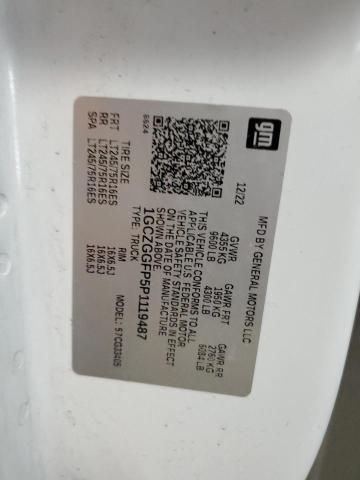 gm
MFD BY GENERAL MOTORS LLC
12/22 GVWR GAWR FRT GAWR RR
4355 KG 1950 KG 2760 KG
9600 LB 4300 LB 6084 LB
THIS VEHICLE CONFORMS TO ALL
APPLICABLE U.S. FEDERAL MOTOR
VEHICLE SAFETY STANDARDS IN EFFECT
ON THE DATE OF MANUFACTURE
SHOWN ABOVE.
1GCZGGFP5P1119487
TYPE: TRUCK MODEL: 57CG33405
6624
TIRE SIZE RIM
FRT LT245/75R16ES 16X6.5J
RR LT245/75R16ES 16X6.5J
SPA LT245/75R16ES 16X6.5J